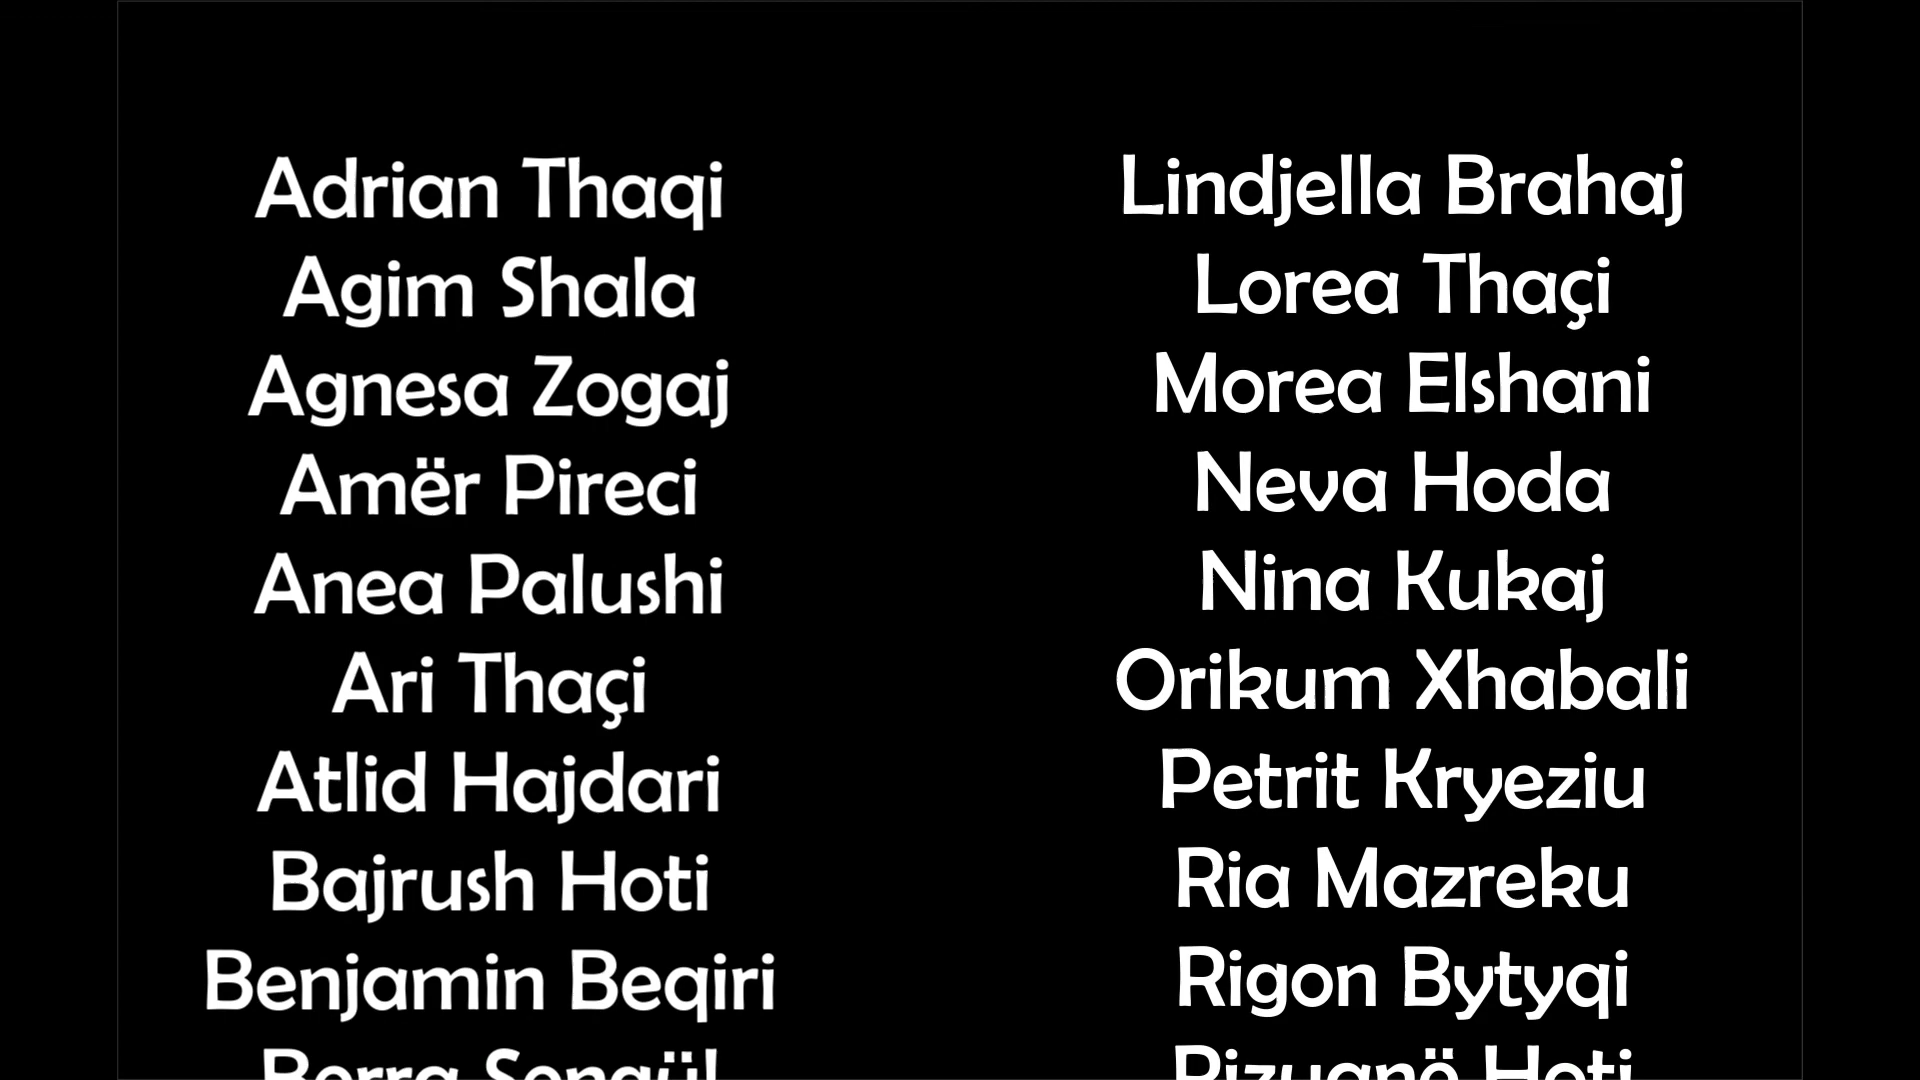 Adrian Thaqi
Agim Shala
Agnesa Zogaj
Amër Pireci
Anea Palushi
Ari Thaçi
Atlid Hajdari
Bajrush Hoti
Benjamin Beqiri
Lindjella Brahaj
Lorea Thaçi
Morea Elshani
Neva Hoda
Nina Kukaj
Orikum Xhabali
Petrit Kryeziu
Ria Mazreku
Rigon Bytyqi
Hoti